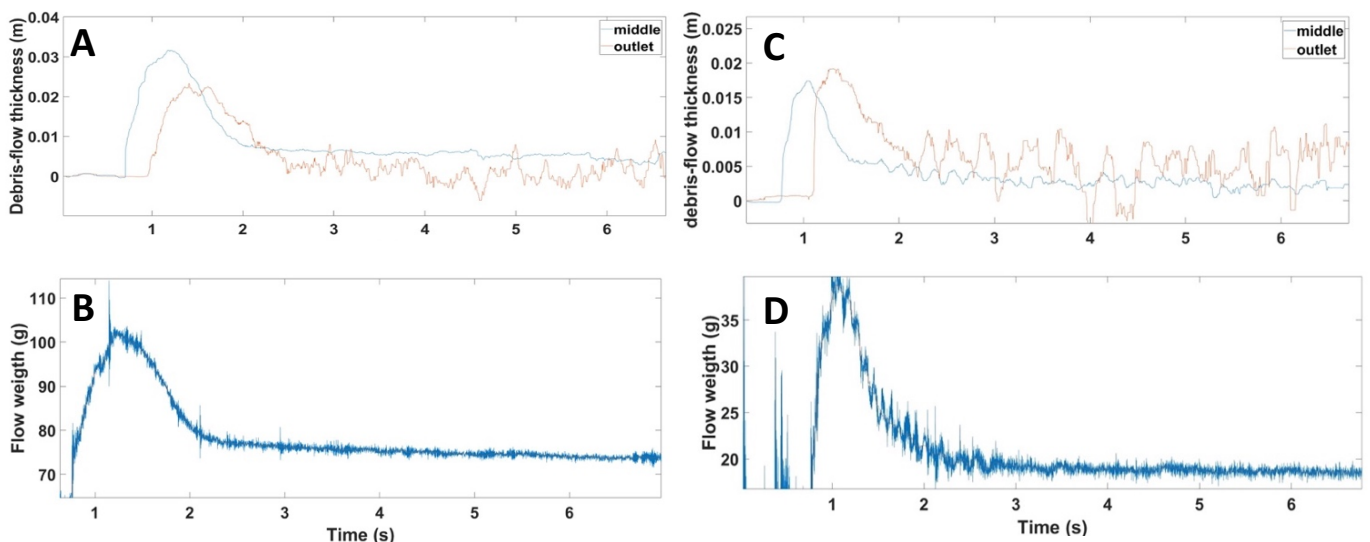 A
Debris-flow thickness (m)
0.04
0.03
0.02
0.01
0
middle
outlet
1 2 3 4 5 6
C
debris-flow thickness (m)
0.025
0.02
0.015
0.01
0.005
0
middle
outlet
1 2 3 4 5 6
B
Flow weigth (g)
110
100
90
80
70
1 2 3 4 5 6
Time (s)
D
Flow weigth (g)
35
30
25
20
1 2 3 4 5 6
Time (s)